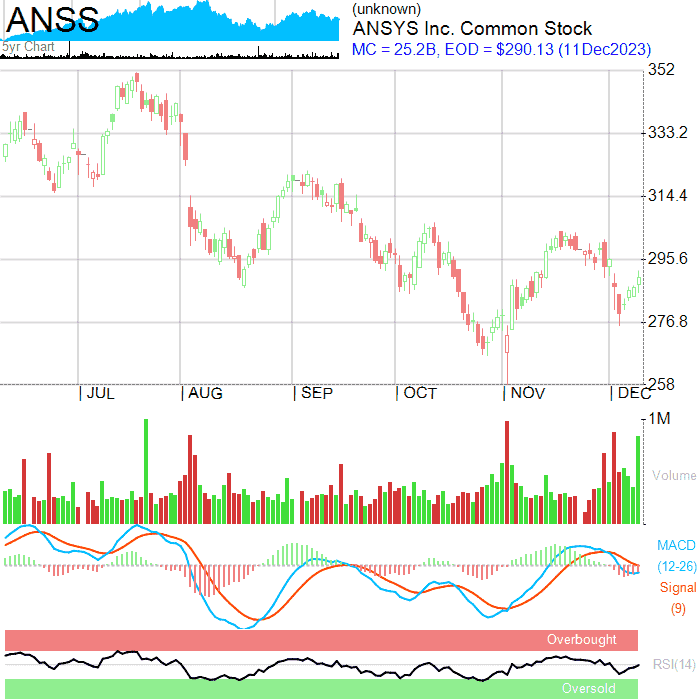 ANSS
5yr Chart
(unknown)
ANSYS Inc. Common Stock
MC = 25.2B, EOD = $290.13 (11Dec2023)
352
333.2
314.4
295.6
276.8
258
JUL AUG SEP OCT NOV DEC
1M
Volume
MACD
(12-26)
Signal
(9)
Overbought
RSI(14)
Oversold